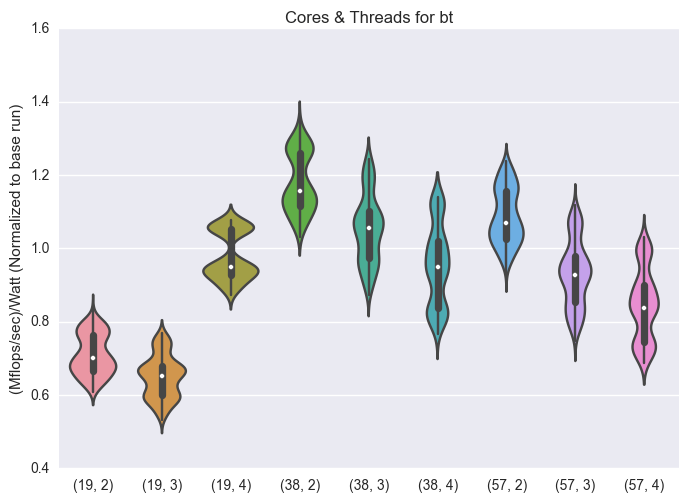 Cores & Threads for bt
(Mflops/sec)/Watt (Normalized to base run)
1.6
1.4
1.2
1.0
0.8
0.6
0.4
(19, 2) (19, 3) (19, 4) (38, 2) (38, 3) (38, 4) (57, 2) (57, 3) (57, 4)